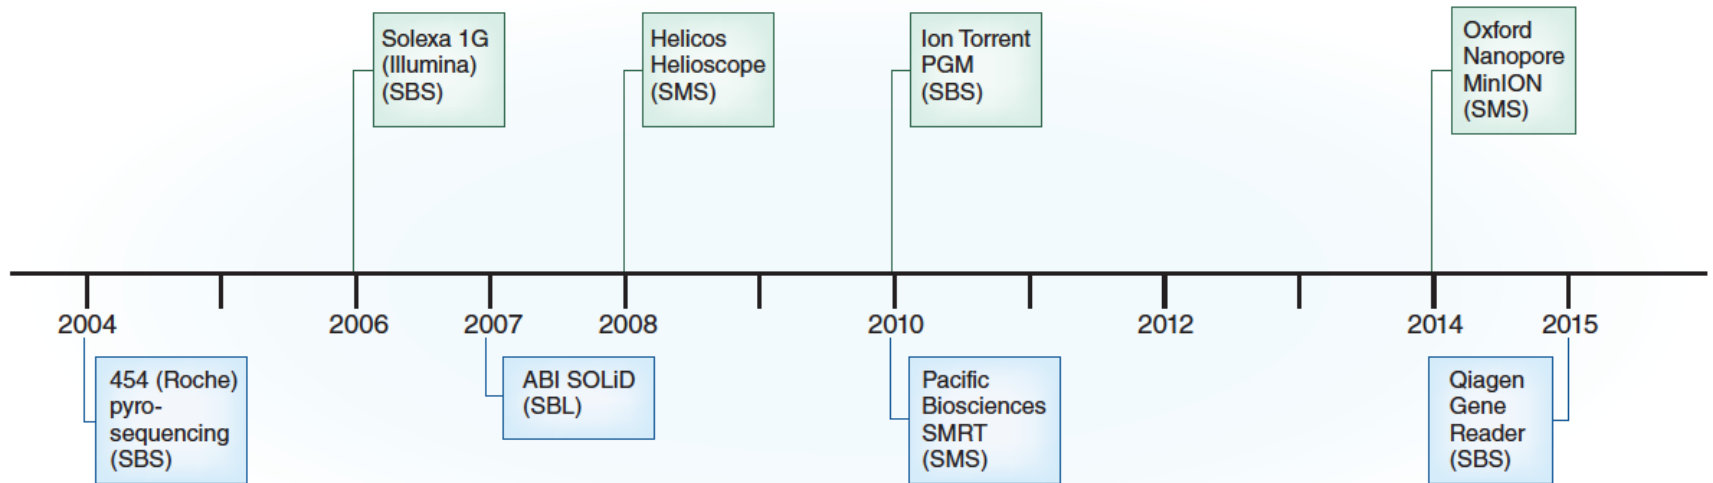 Solexa 1G
(Illumina)
(SBS)
Helicos
Helioscope
(SMS)
Ion Torrent
PGM
(SBS)
Oxford
Nanopore
MinION
(SMS)
2004
2006
2007
2008
2010
2012
2014
2015
454 (Roche)
pyro-
sequencing
(SBS)
ABI SOLiD
(SBL)
Pacific
Biosciences
SMRT
(SMS)
Qiagen
Gene
Reader
(SBS)